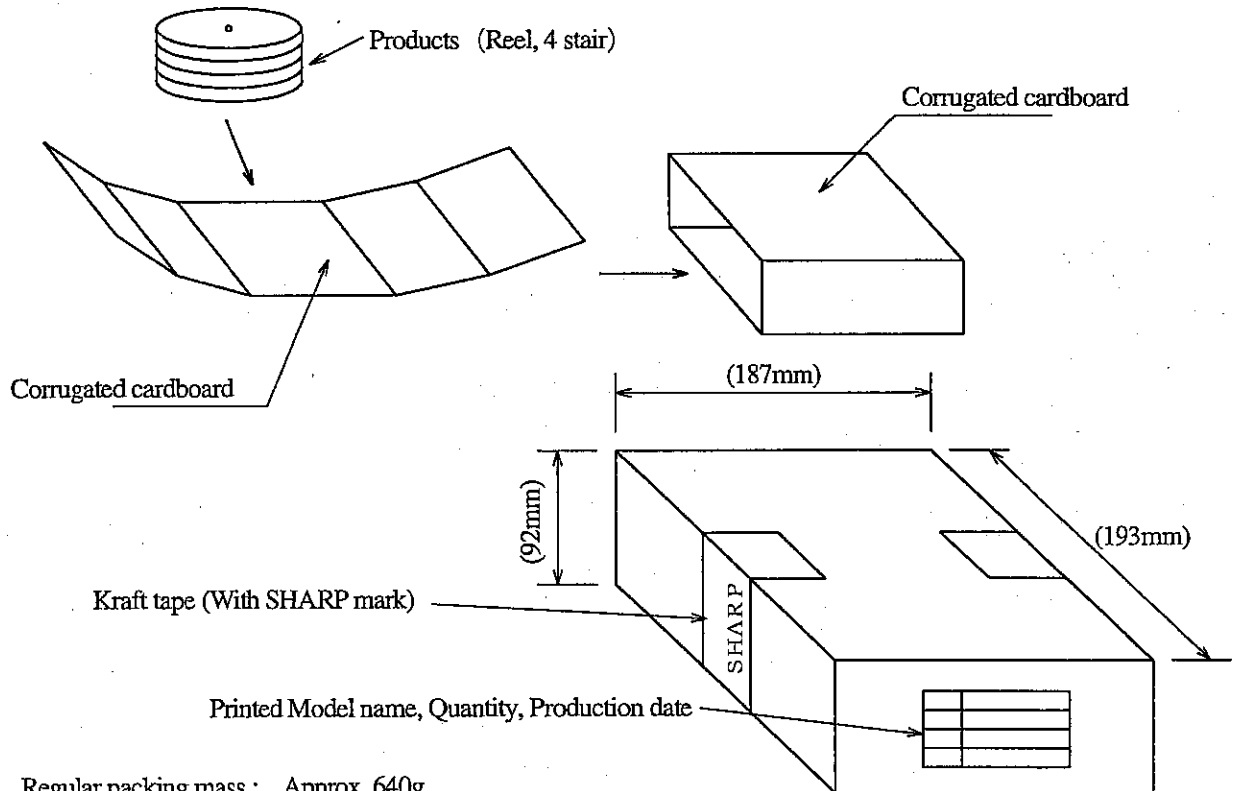 Products (Reel, 4 stair)
Corrugated cardboard
Corrugated cardboard
(187mm)
(92mm)
(193mm)
Kraft tape (With SHARP mark)
SHARP
Printed Model name, Quantity, Production date
Regular packing mass : Approx. 640g